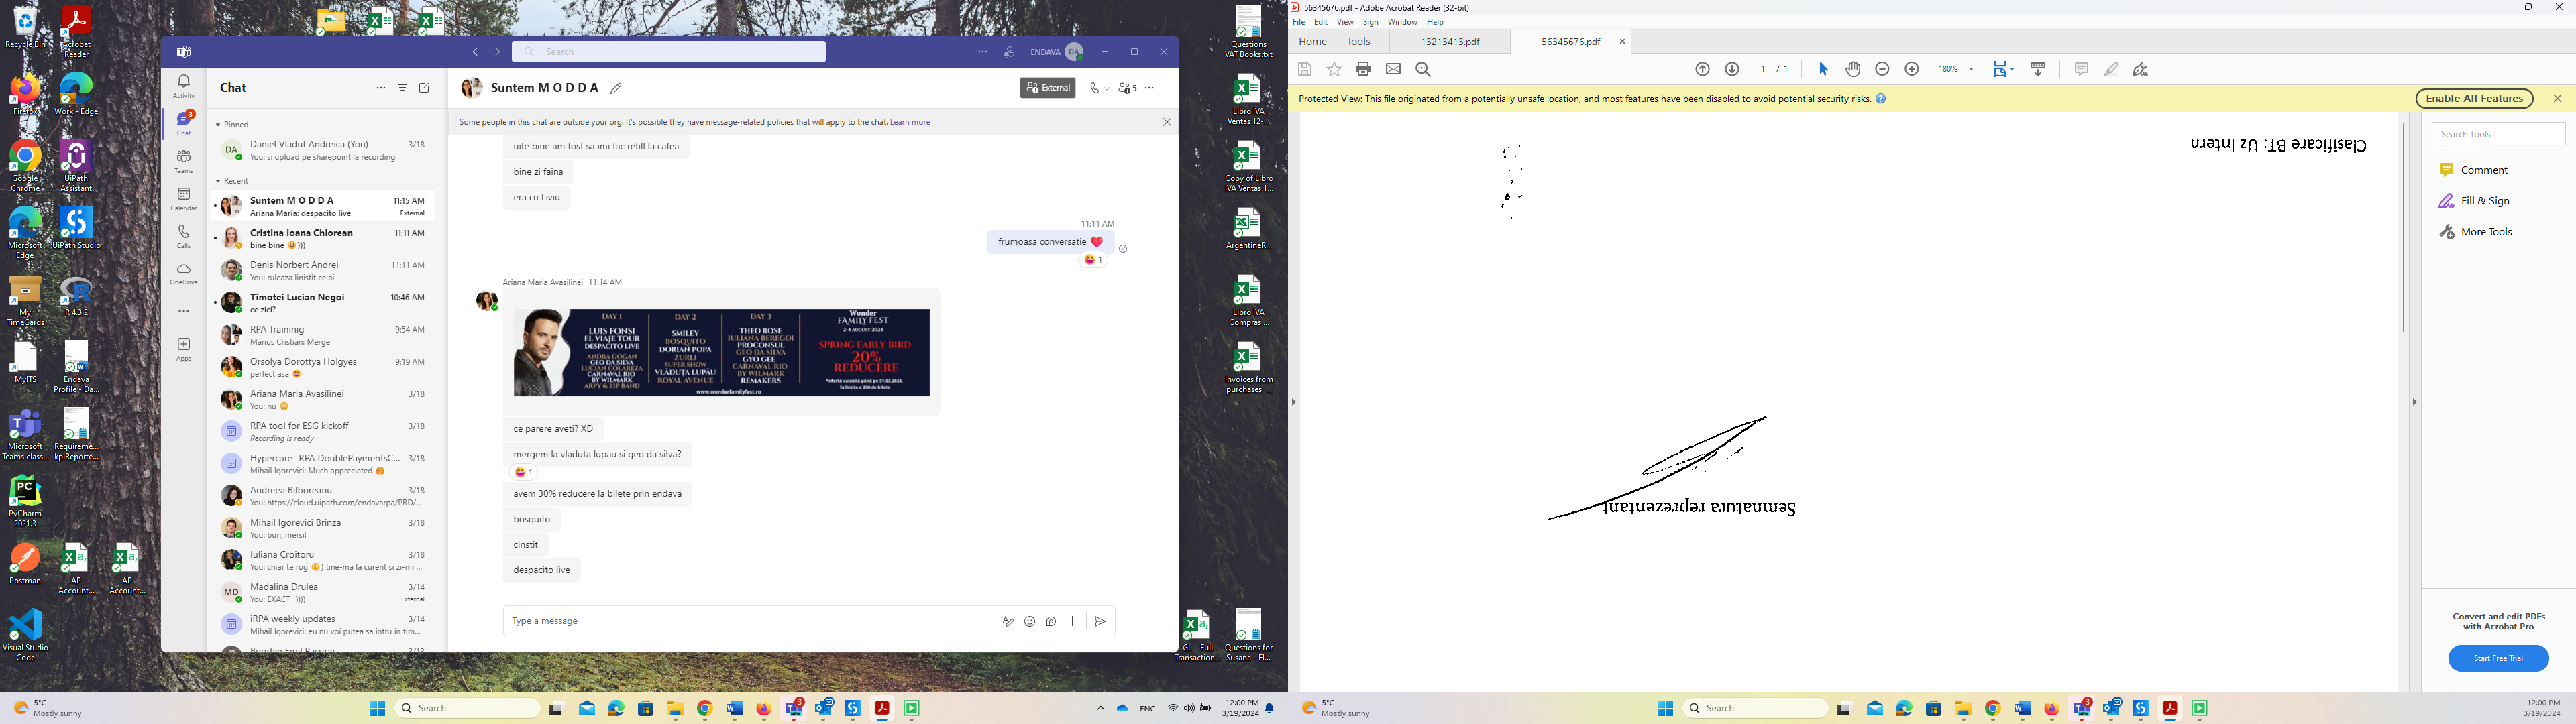 Recycle Bin
Acrobat Reader
Firefox
Work - Edge
Google Chrome
UiPath Assistant
Microsoft Edge
UiPath Studio
My TimeCards
R 4.3.2
MyITS
Endava Profile - Da...
Microsoft Teams class...
Requireme... kpiReporte...
PyCharm 2021.3
Postman
AP Account...
AP Account...
Visual Studio Code
Search
ENDAVA
DA
Activity
Chat
3
Teams
Calendar
Calls
OneDrive
Apps
Chat
Pinned
DA
Daniel Vladut Andreica (You) 3/18
You: si upload pe sharepoint la recording
Recent
Suntem M O D D A 11:15 AM
Ariana Maria: despacito live External
Cristina Ioana Chiorean 11:11 AM
bine bine 😄)))
Denis Norbert Andrei 11:11 AM
You: ruleaza linistit ce ai
Timotei Lucian Negoi 10:46 AM
ce zici?
RPA Traininig 9:54 AM
Marius Cristian: Merge
Orsolya Dorottya Holgyes 9:19 AM
perfect asa
Ariana Maria Avasilinei 3/18
You: nu
RPA tool for ESG kickoff 3/18
Recording is ready
Hypercare -RPA DoublePaymentsC... 3/18
Mihail Igorevici: Much appreciated
Andreea Bilboreanu 3/18
You: https://cloud.uipath.com/endavarpa/PRD/...
Mihail Igorevici Brinza 3/18
You: bun, mersi!
Iuliana Croitoru 3/18
You: chiar te rog 😄) tine-ma la curent si zi-mi ...
MD
Madalina Drulea 3/14
You: EXACT=)))) External
iRPA weekly updates 3/14
Mihail Igorevici: eu nu voi putea sa intru in tim...
Bogdan Emil Pacurar 3/13
Suntem M O D D A
External
5
Some people in this chat are outside your org. It's possible they have message-related policies that will apply to the chat. Learn more
uite bine am fost sa imi fac refill la cafea
bine zi faina
era cu Liviu
11:11 AM
frumoasa conversatie ❤
1
Ariana Maria Avasilinei 11:14 AM
DAY 1
LUIS FONSI
EL VIAJE TOUR
DESPACITO LIVE
ANDRA GOGAN
GEO DA SILVA
LUCIAN COLAREZA
CARNAVAL RIO
BY WILMARK
ARPY & ZIP BAND
DAY 2
SMILEY
BOSQUITO
DORIAN POPA
ZURLI
SUPER SHOW
VLĂDUȚA LUPĂU
ROYAL AVENUE
DAY 3
THEO ROSE
IULIANA BEREGOI
PROCONSUL
GEO DA SILVA
GYO GEE
CARNAVAL RIO
BY WILMARK
REMAKERS
Wonder
FAMILY FEST
2-4 AUGUST 2024
SPRING EARLY BIRD
20%
REDUCERE
*ofertă valabilă până pe 31.03.2024,
în limita a 200 de bilete
www.wonderfamilyfest.ro
ce parere aveti? XD
mergem la vladuta lupau si geo da silva?
1
avem 30% reducere la bilete prin endava
bosquito
cinstit
despacito live
Type a message
Questions VAT Books.txt
Libro IVA Ventas 12-...
Copy of Libro IVA Ventas 1...
ArgentineR...
Libro IVA Compras ...
Invoices from purchases ...
GL – Full Transaction...
Questions for Susana - Fl...
5°C
Mostly sunny
Search
3
ENG
12:00 PM
3/19/2024
56345676.pdf - Adobe Acrobat Reader (32-bit)
File Edit View Sign Window Help
Home Tools 13213413.pdf 56345676.pdf
1 / 1
180%
Protected View: This file originated from a potentially unsafe location, and most features have been disabled to avoid potential security risks.
Enable All Features
Clasificare BT: Uz Intern
Semnatura reprezentant
Search tools
Comment
Fill & Sign
More Tools
Convert and edit PDFs
with Acrobat Pro
Start Free Trial
5°C
Mostly sunny
Search
3
12:00 PM
3/19/2024